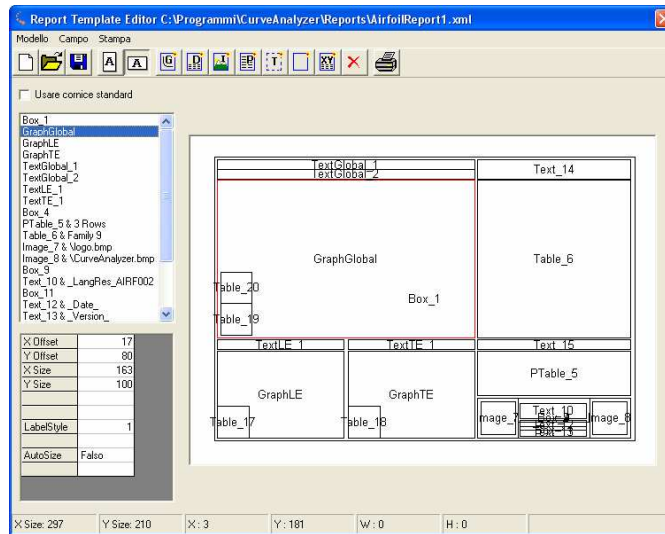 Report Template Editor C:\Programmi\CurveAnalyzer\Reports\AirfoilReport1.xml
Modello Campo Stampa
A A G D I P T XY
Usare cornice standard
Box_1
GraphGlobal
GraphLE
GraphTE
TextGlobal_1
TextGlobal_2
TextLE_1
TextTE_1
Box_4
PTable_5 & 3 Rows
Table_6 & Family 9
Image_7 & \logo.bmp
Image_8 & \CurveAnalyzer.bmp
Box_9
Text_10 & _LangRes_AIRF002
Box_11
Text_12 & _Date_
Text_13 & _Version_
X Offset 17
Y Offset 80
X Size 163
Y Size 100
LabelStyle 1
AutoSize Falso
TextGlobal_1
TextGlobal_2
Text_14
GraphGlobal
Table_6
Table_20
Box_1
Table_19
TextLE_1
TextTE_1
Text_15
PTable_5
GraphLE
GraphTE
Table_17
Table_18
mage_7
Text_10
Image_8
X Size: 297 Y Size: 210 X : 3 Y : 181 W : 0 H : 0